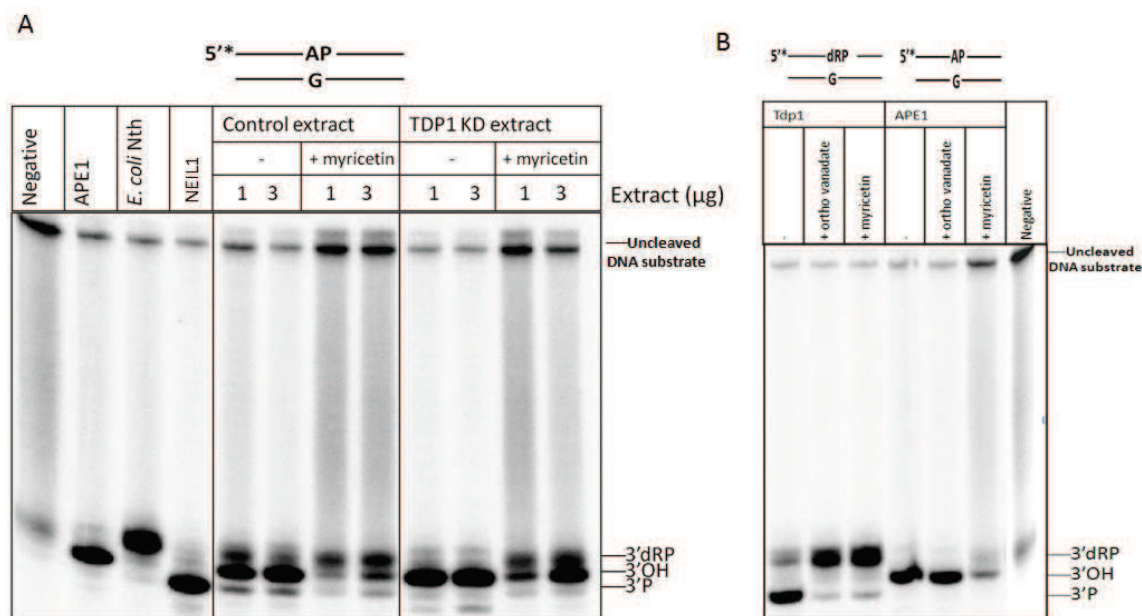 A
5'* AP
G
Negative
APE1
E. coli Nth
NEIL1
Control extract
TDP1 KD extract
- + myricetin - + myricetin
1 3 1 3 1 3 1 3 Extract (µg)
Uncleaved
DNA substrate
3'dRP
3'OH
3'P
B
5'* dRP 5'* AP
G G
Tdp1 APE1
-
+ ortho vanadate
+ myricetin
-
+ ortho vanadate
+ myricetin
Negative
Uncleaved
DNA substrate
3'dRP
3'OH
3'P